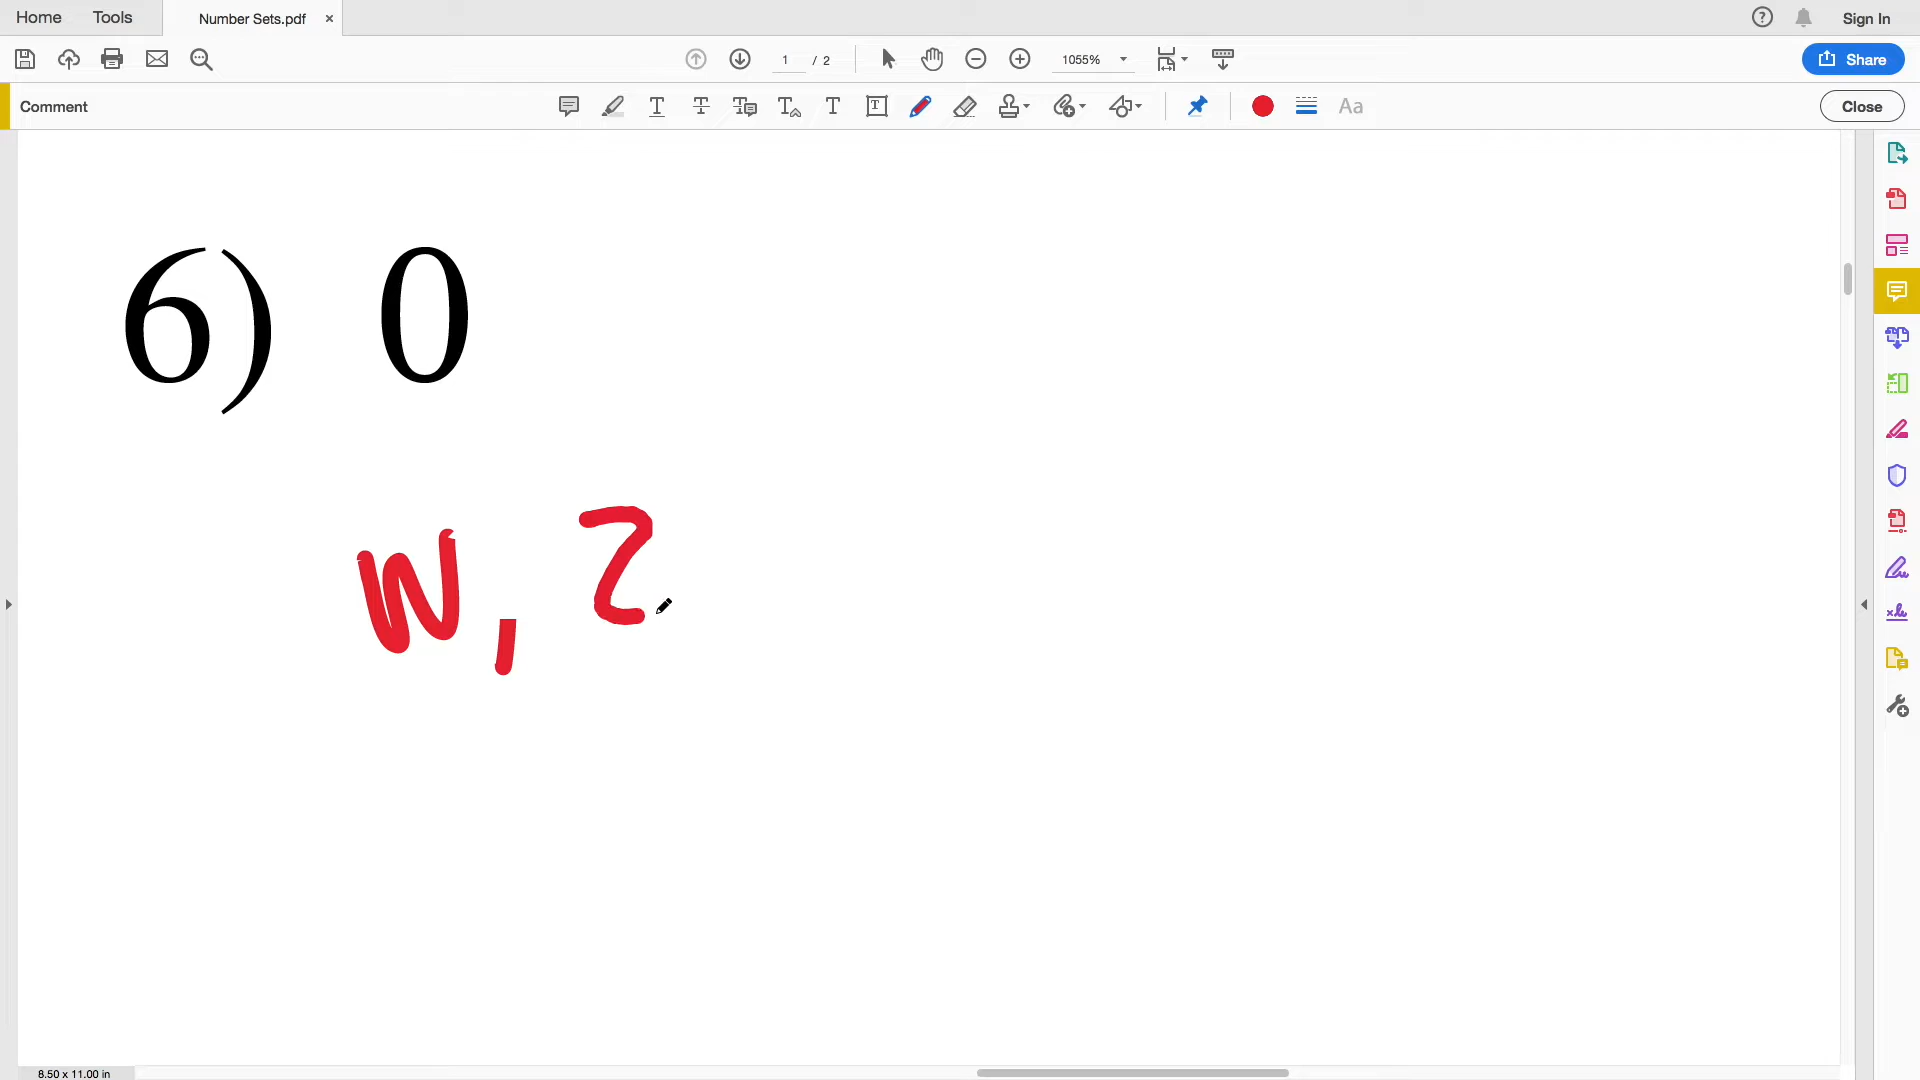 Home Tools Number Sets.pdf × Sign In
1 / 2 1055% Share
Comment Aa Close
6) 0
W, Z
8.50 x 11.00 in